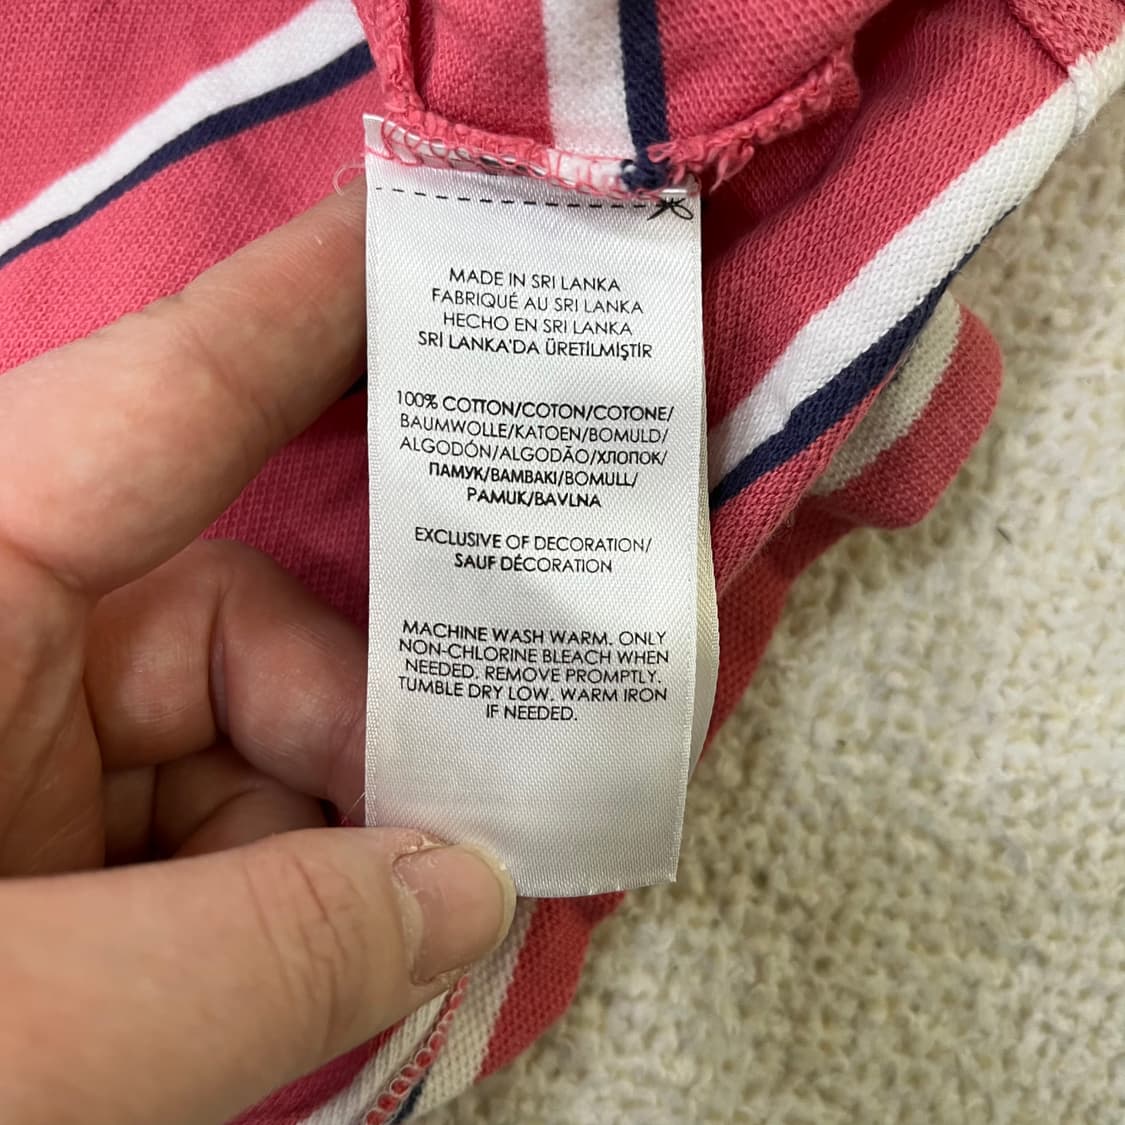 MADE IN SRI LANKA
FABRIQUÉ AU SRI LANKA
HECHO EN SRI LANKA
SRİ LANKA'DA ÜRETİLMİŞTİR
100% COTTON/COTON/COTONE/
BAUMWOLLE/KATOEN/BOMULD/
ALGODÓN/ALGODÃO/ХЛОПОК/
ПАМУК/BAMBAKI/BOMULL/
PAMUK/BAVLNA
EXCLUSIVE OF DECORATION/
SAUF DÉCORATION
MACHINE WASH WARM. ONLY
NON-CHLORINE BLEACH WHEN
NEEDED. REMOVE PROMPTLY.
TUMBLE DRY LOW. WARM IRON
IF NEEDED.